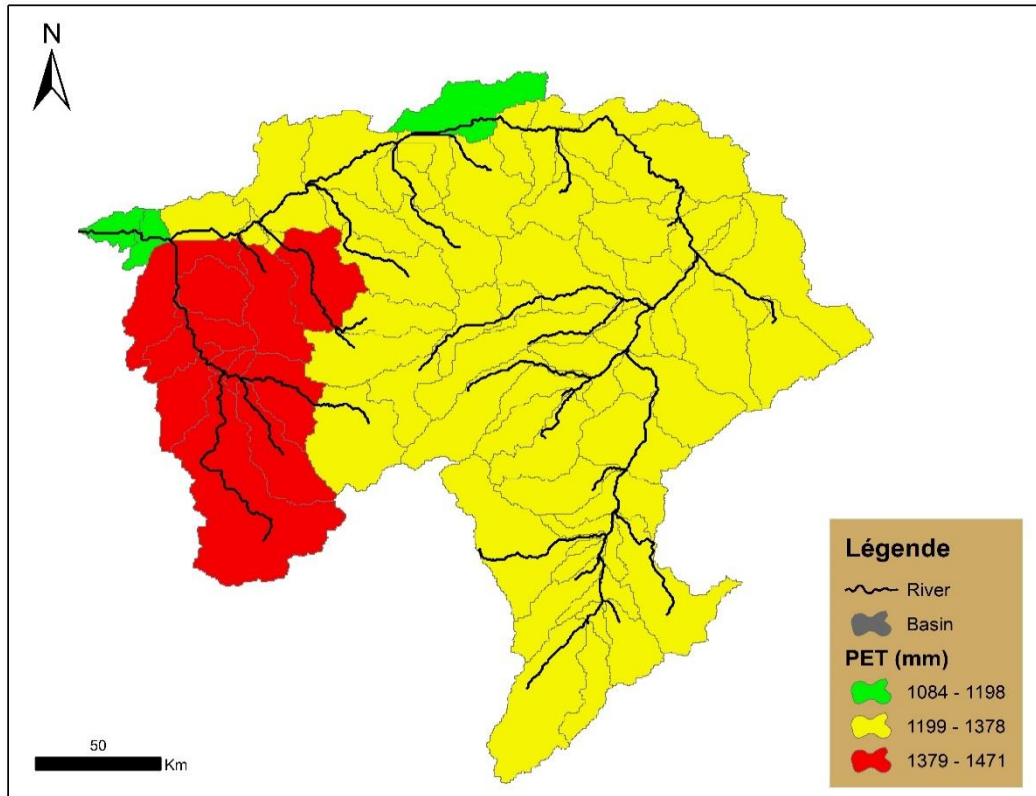 N
50
Km
Légende
River
Basin
PET (mm)
1084 - 1198
1199 - 1378
1379 - 1471